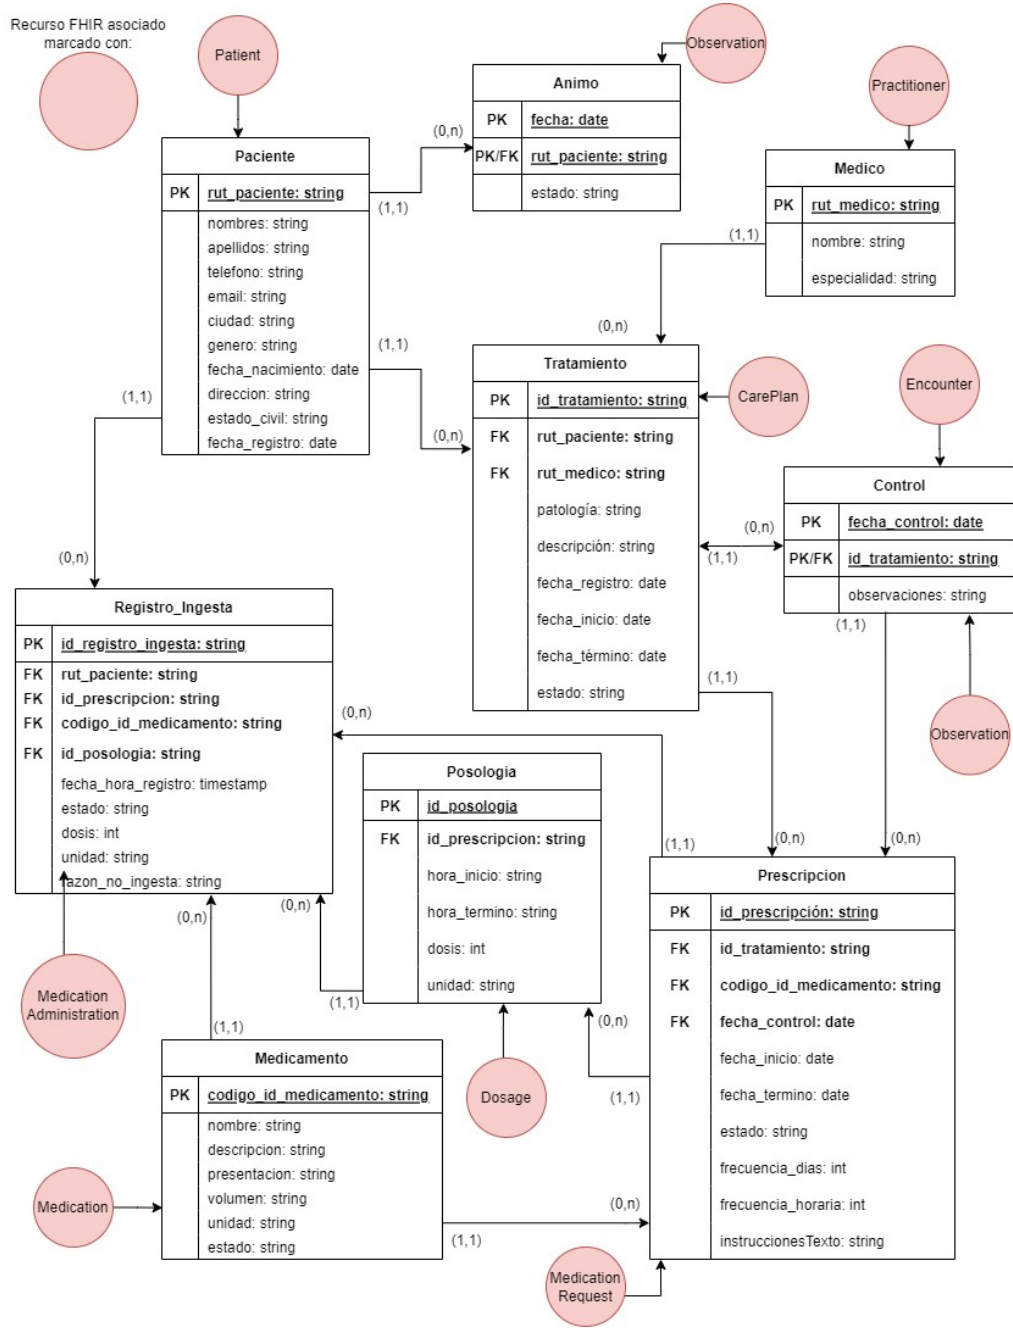 Recurso FHIR asociado
marcado con:
Patient
Observation
Practitioner
Animo
PK fecha: date
PK/FK rut_paciente: string
estado: string
(0,n)
(1,1)
Paciente
PK rut_paciente: string
nombres: string
apellidos: string
telefono: string
email: string
ciudad: string
genero: string
fecha_nacimiento: date
direccion: string
estado_civil: string
fecha_registro: date
Medico
PK rut_medico: string
nombre: string
especialidad: string
(1,1)
(0,n)
(1,1)
(0,n)
(1,1)
(0,n)
Tratamiento
PK id_tratamiento: string
FK rut_paciente: string
FK rut_medico: string
patología: string
descripción: string
fecha_registro: date
fecha_inicio: date
fecha_término: date
estado: string
CarePlan
Encounter
Control
PK fecha_control: date
PK/FK id_tratamiento: string
observaciones: string
(0,n)
(1,1)
(1,1)
(1,1)
Observation
Registro_Ingesta
PK id_registro_ingesta: string
FK rut_paciente: string
FK id_prescripcion: string
FK codigo_id_medicamento: string
FK id_posologia: string
fecha_hora_registro: timestamp
estado: string
dosis: int
unidad: string
razon_no_ingesta: string
(0,n)
(0,n)
(0,n)
Posologia
PK id_posologia
FK id_prescripcion: string
hora_inicio: string
hora_termino: string
dosis: int
unidad: string
(1,1)
(0,n)
(0,n)
Prescripcion
PK id_prescripción: string
FK id_tratamiento: string
FK codigo_id_medicamento: string
FK fecha_control: date
fecha_inicio: date
fecha_termino: date
estado: string
frecuencia_dias: int
frecuencia_horaria: int
instruccionesTexto: string
Medication
Administration
(1,1)
(1,1)
(0,n)
(1,1)
Dosage
Medicamento
PK codigo_id_medicamento: string
nombre: string
descripcion: string
presentacion: string
volumen: string
unidad: string
estado: string
Medication
(0,n)
(1,1)
Medication
Request